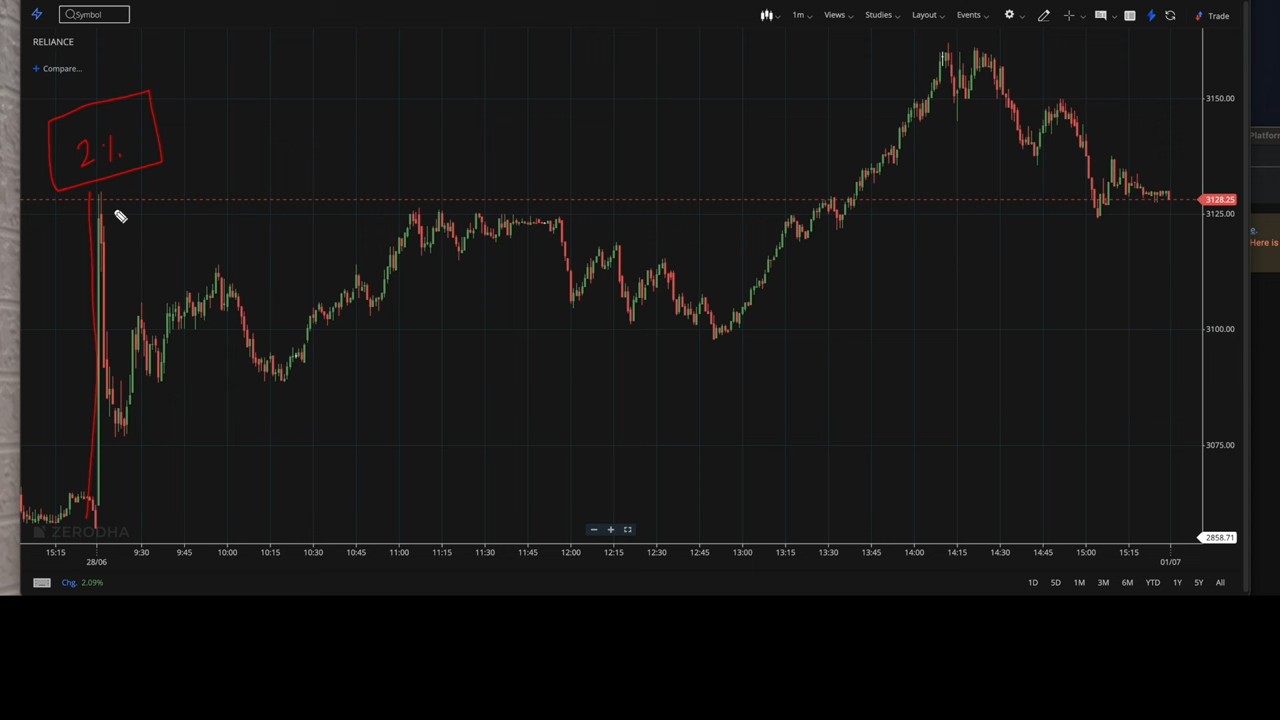 Symbol
1m
Views
Studies
Layout
Events
Trade
RELIANCE
+ Compare...
2%
3150.00
3128.25
3125.00
3100.00
3075.00
2858.71
Platform
e.
Here is
ZERODHA
15:15 9:30 9:45 10:00 10:15 10:30 10:45 11:00 11:15 11:30 11:45 12:00 12:15 12:30 12:45 13:00 13:15 13:30 13:45 14:00 14:15 14:30 14:45 15:00 15:15
28/06 01/07
Chg. 2.09%
1D 5D 1M 3M 6M YTD 1Y 5Y All